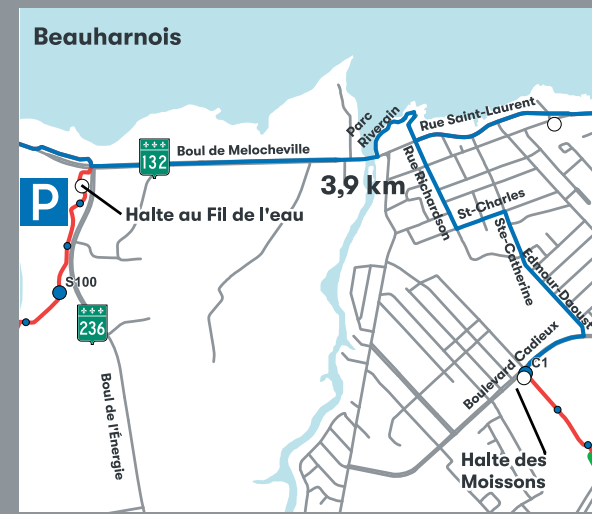 Beauharnois
Parc
Riverain
Rue Saint-Laurent
132
Boul de Melocheville
3,9 km
Rue Richardson
P
Halte au Fil de l'eau
St-Charles
Ste-Catherine
Edmour-Daoust
S100
236
Boulevard Cadieux
C1
Boul de l'Énergie
Halte des
Moissons